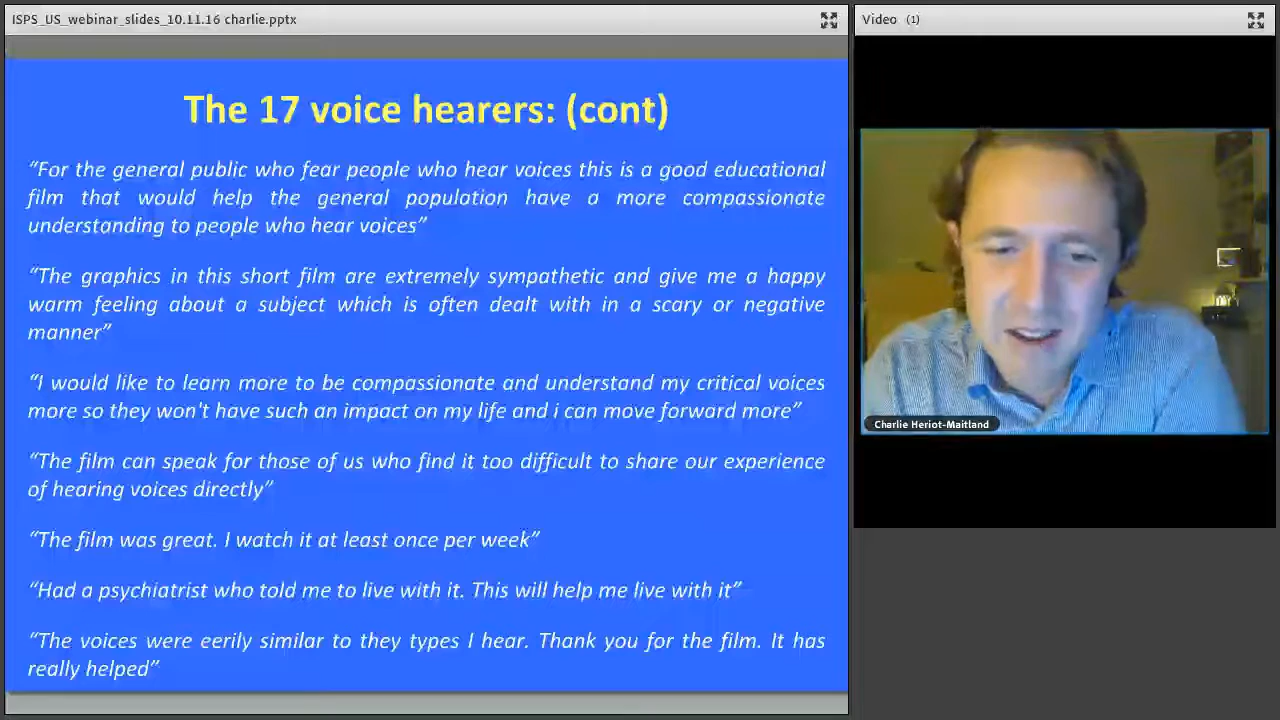 ISPS_US_webinar_slides_10.11.16 charlie.pptx
Video (1)
The 17 voice hearers: (cont)
“For the general public who fear people who hear voices this is a good educational
film that would help the general population have a more compassionate
understanding to people who hear voices”
“The graphics in this short film are extremely sympathetic and give me a happy
warm feeling about a subject which is often dealt with in a scary or negative
manner”
“I would like to learn more to be compassionate and understand my critical voices
more so they won't have such an impact on my life and i can move forward more”
“The film can speak for those of us who find it too difficult to share our experience
of hearing voices directly”
“The film was great. I watch it at least once per week”
“Had a psychiatrist who told me to live with it. This will help me live with it”
“The voices were eerily similar to they types I hear. Thank you for the film. It has
really helped”
Charlie Heriot-Maitland